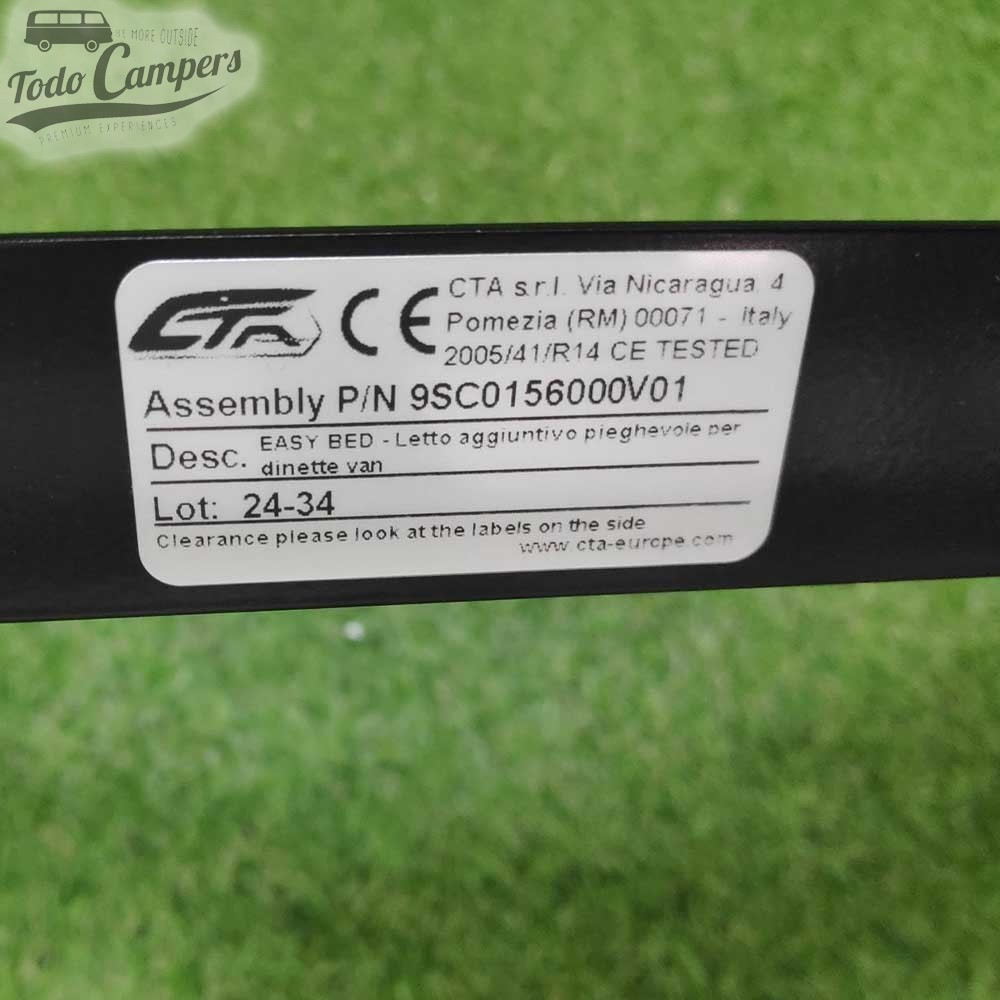 BE MORE OUTSIDE
Todo Campers
PREMIUM EXPERIENCES
CTA CE
CTA s.r.l. Via Nicaragua, 4
Pomezia (RM) 00071 - Italy
2005/41/R14 CE TESTED
Assembly P/N 9SC0156000V01
Desc. EASY BED - Letto aggiuntivo pieghevole per
dinette van
Lot: 24-34
Clearance please look at the labels on the side
www.cta-europe.com